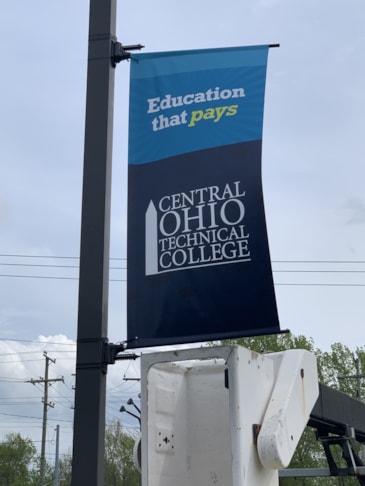 Education
that pays
CENTRAL
OHIO
TECHNICAL
COLLEGE